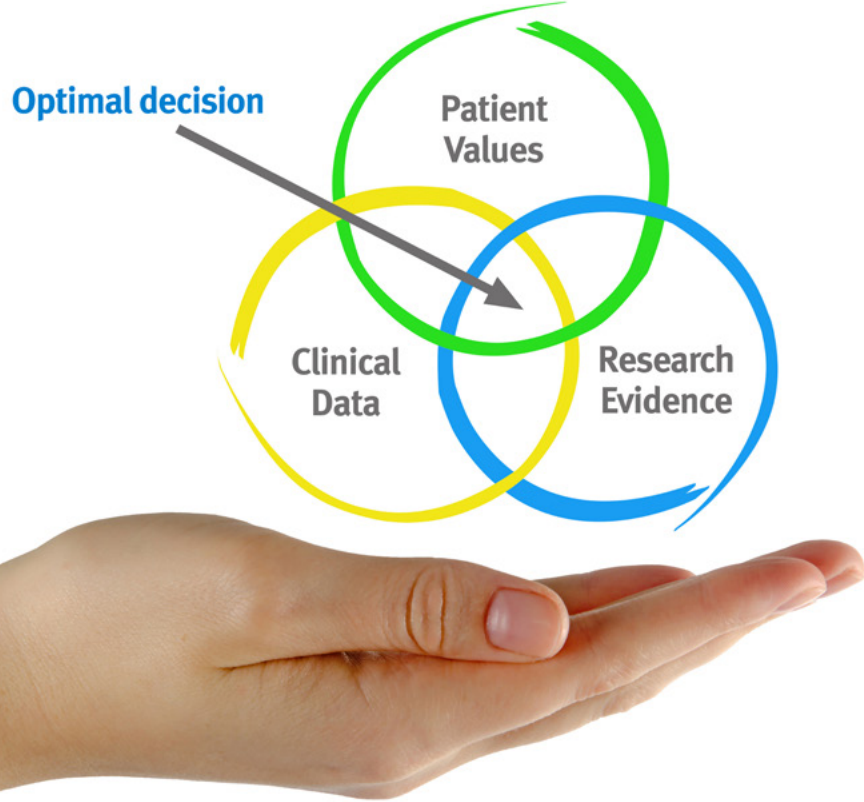 Optimal decision
Patient
Values
Clinical
Data
Research
Evidence